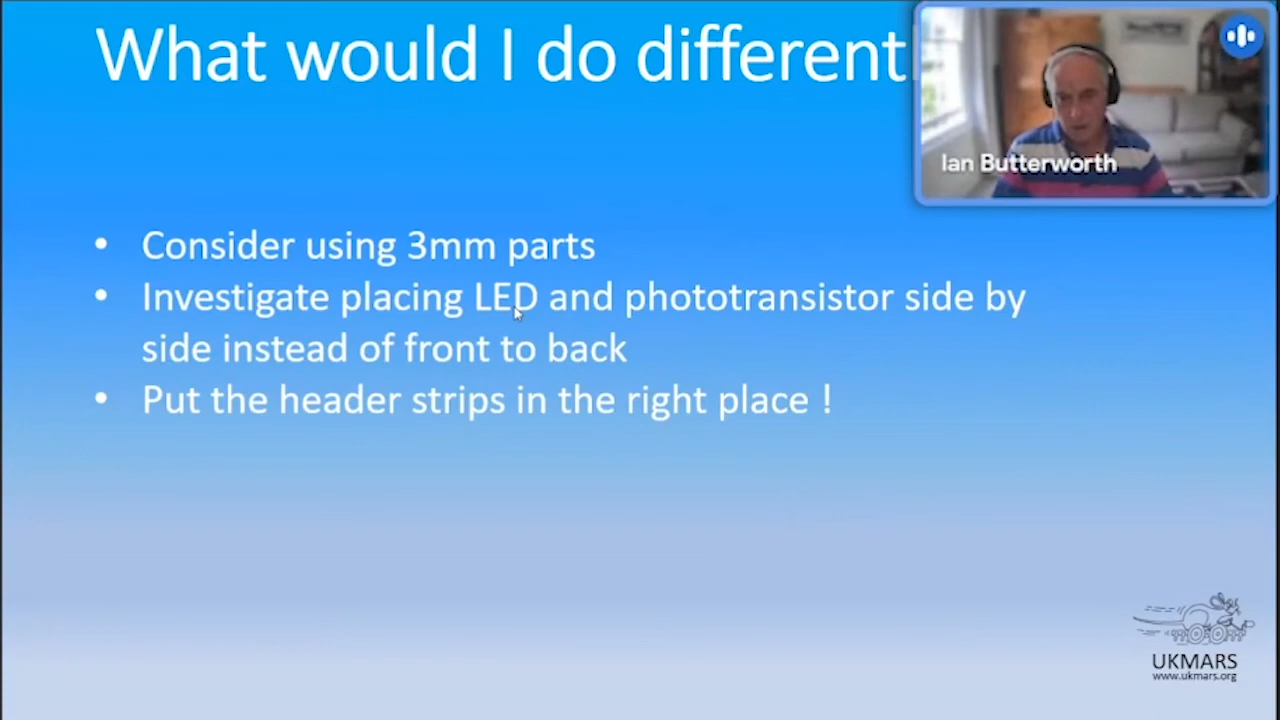 What would I do different
Ian Butterworth
• Consider using 3mm parts
• Investigate placing LED and phototransistor side by
side instead of front to back
• Put the header strips in the right place !
UKMARS
www.ukmars.org